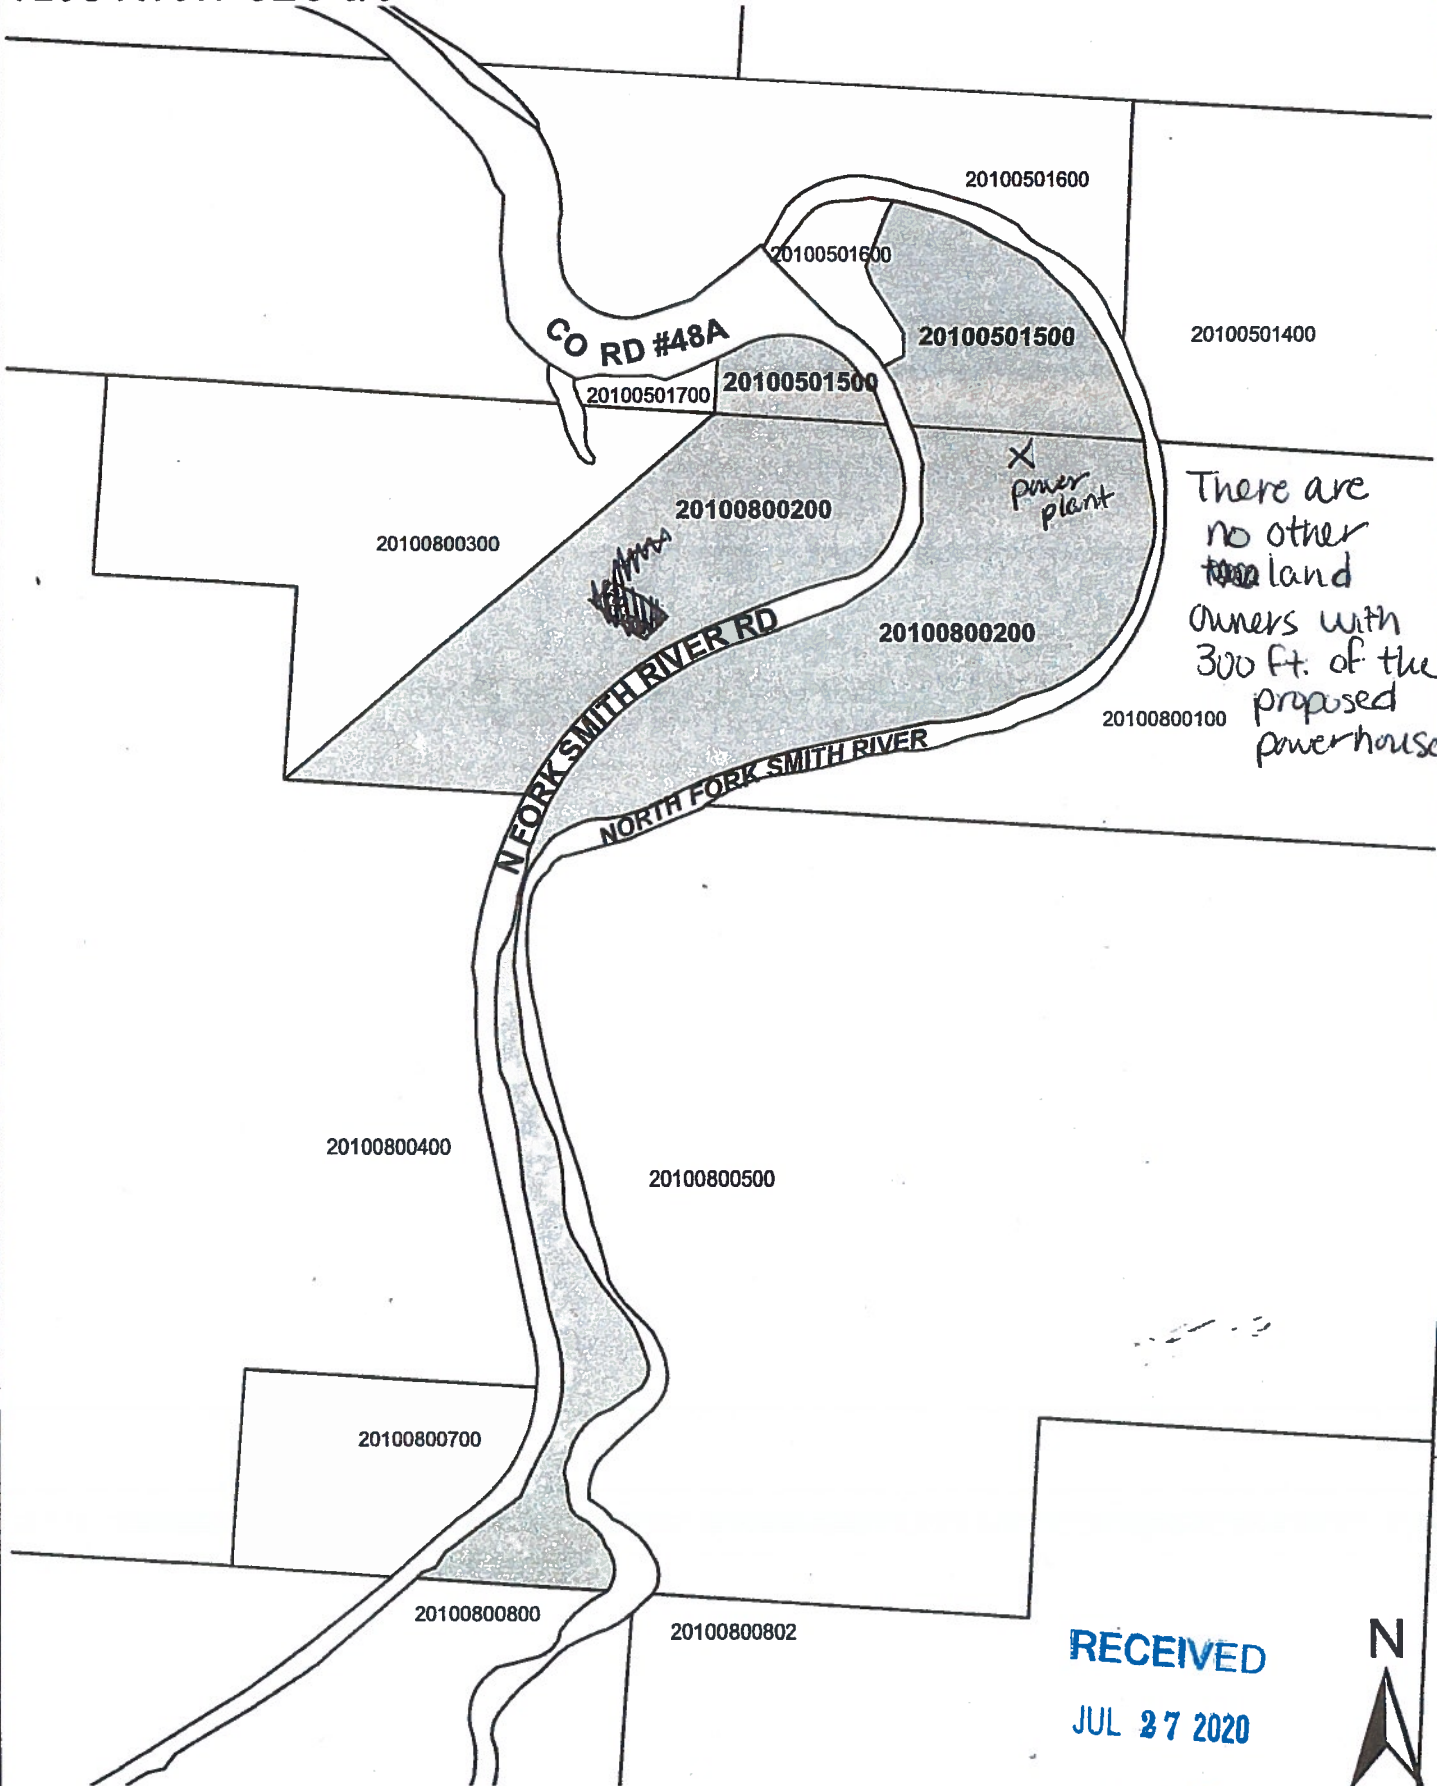 20100501600
20100501600
20100501500
20100501400
CO RD #48A
20100501500
20100501700
X
power
plant
There are
no other
land
owners with
300 ft. of the
proposed
powerhouse
20100800200
20100800300
20100800200
N FORK SMITH RIVER RD
20100800100
NORTH FORK SMITH RIVER
20100800400
20100800500
20100800700
20100800800
20100800802
RECEIVED
JUL 27 2020
N